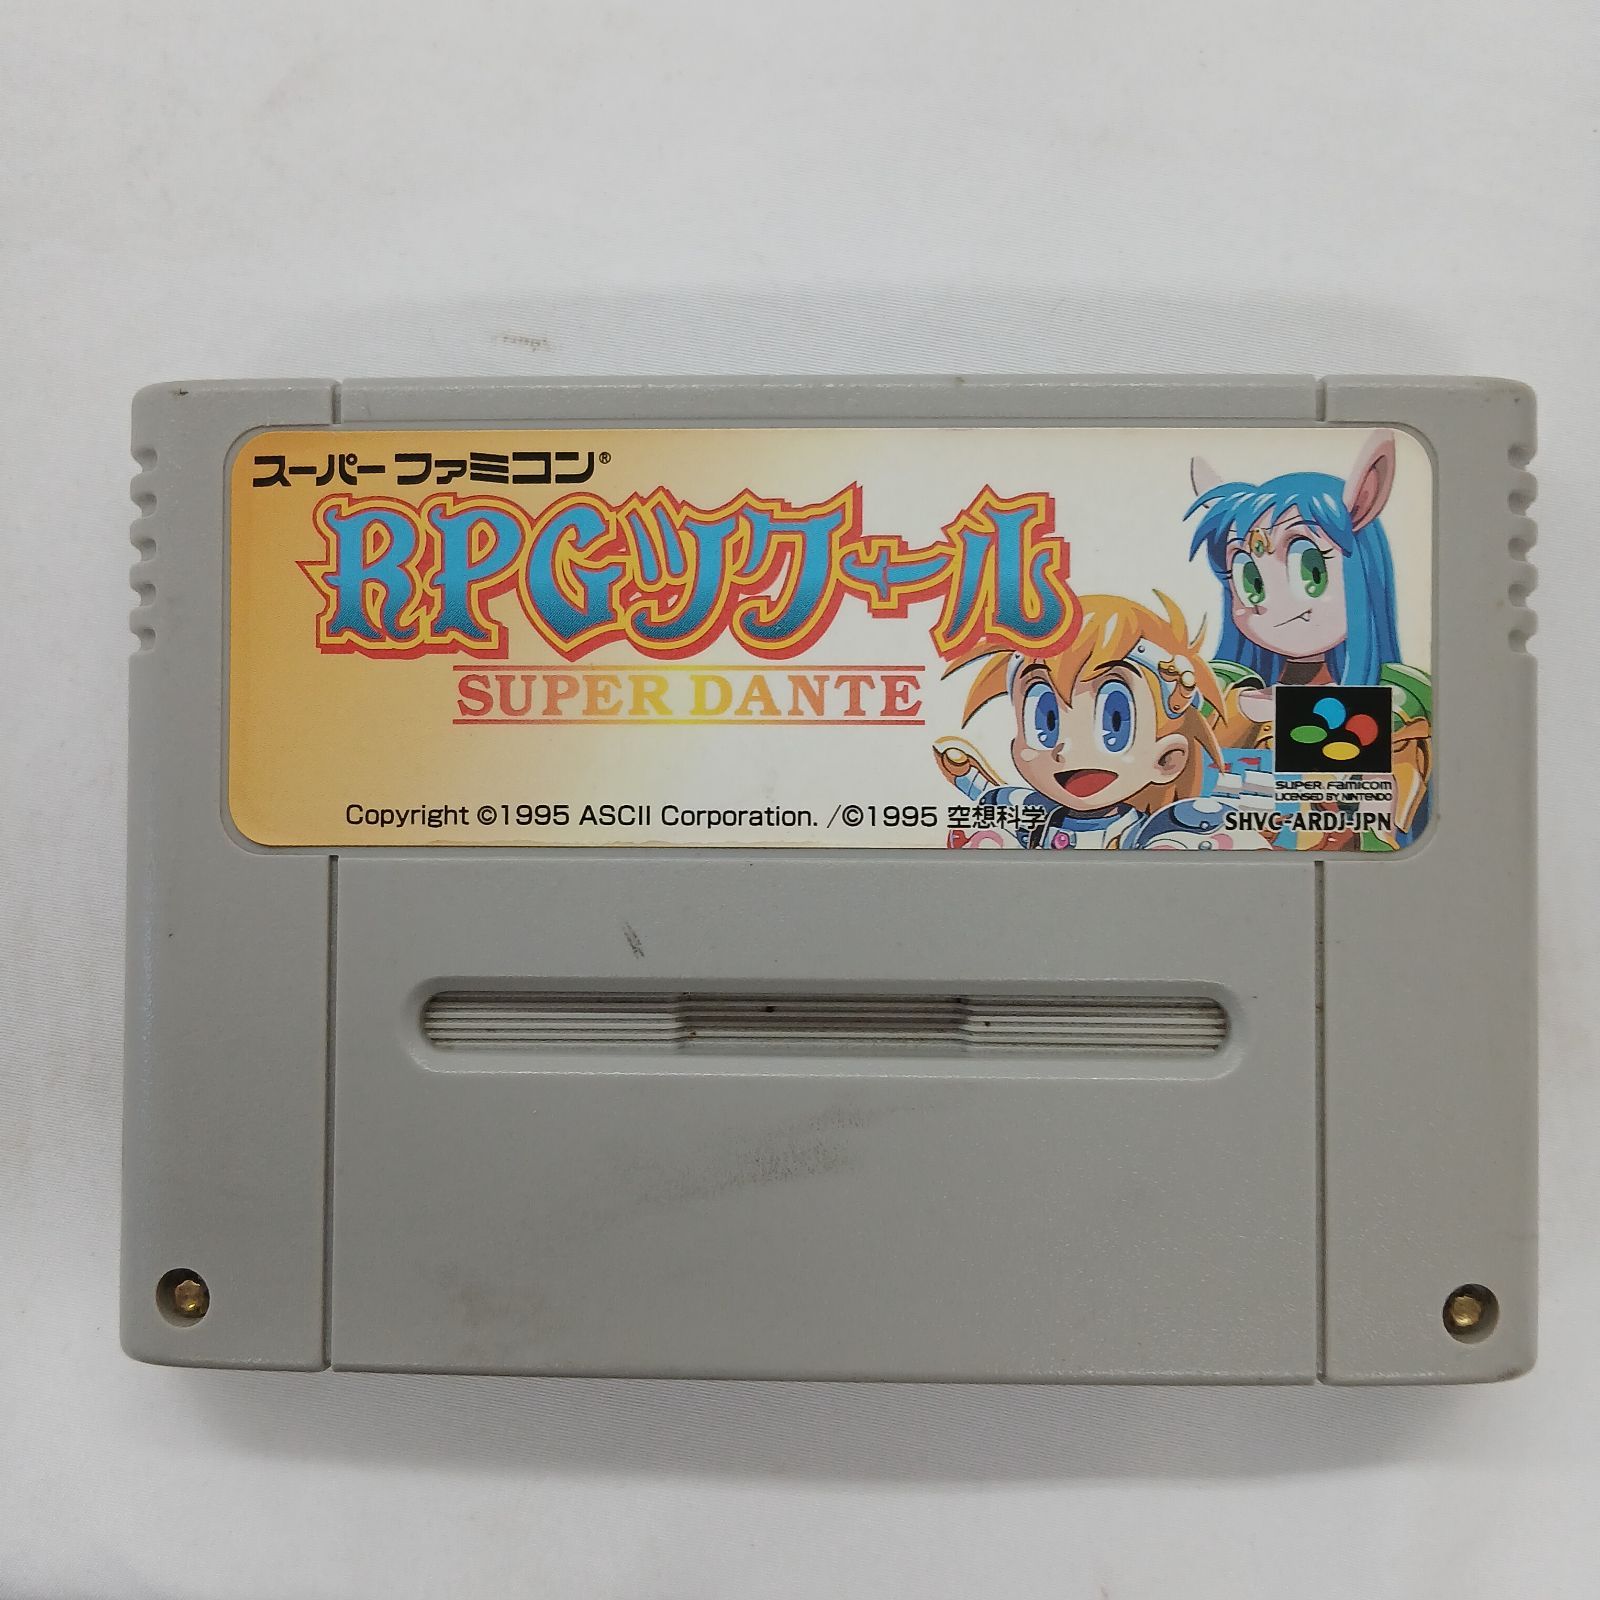 スーパーファミコン®
RPGツクール
SUPER DANTE
SUPER FAMICOM
LICENSED BY NINTENDO
Copyright ©1995 ASCII Corporation. /©1995 空想科学
SHVC-ARDJ-JPN